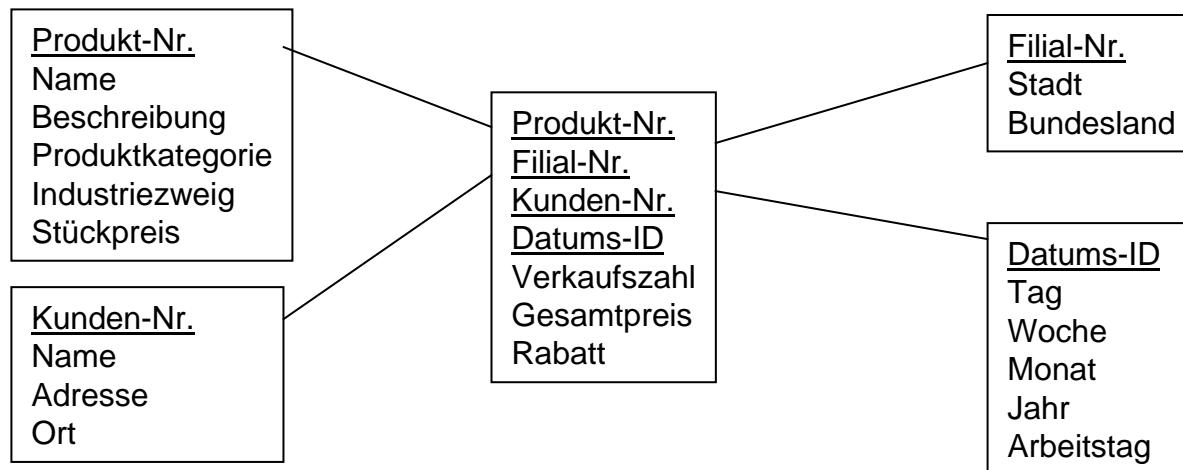 Produkt-Nr.
Name
Beschreibung
Produktkategorie
Industriezweig
Stückpreis
Kunden-Nr.
Name
Adresse
Ort
Produkt-Nr.
Filial-Nr.
Kunden-Nr.
Datums-ID
Verkaufszahl
Gesamtpreis
Rabatt
Filial-Nr.
Stadt
Bundesland
Datums-ID
Tag
Woche
Monat
Jahr
Arbeitstag